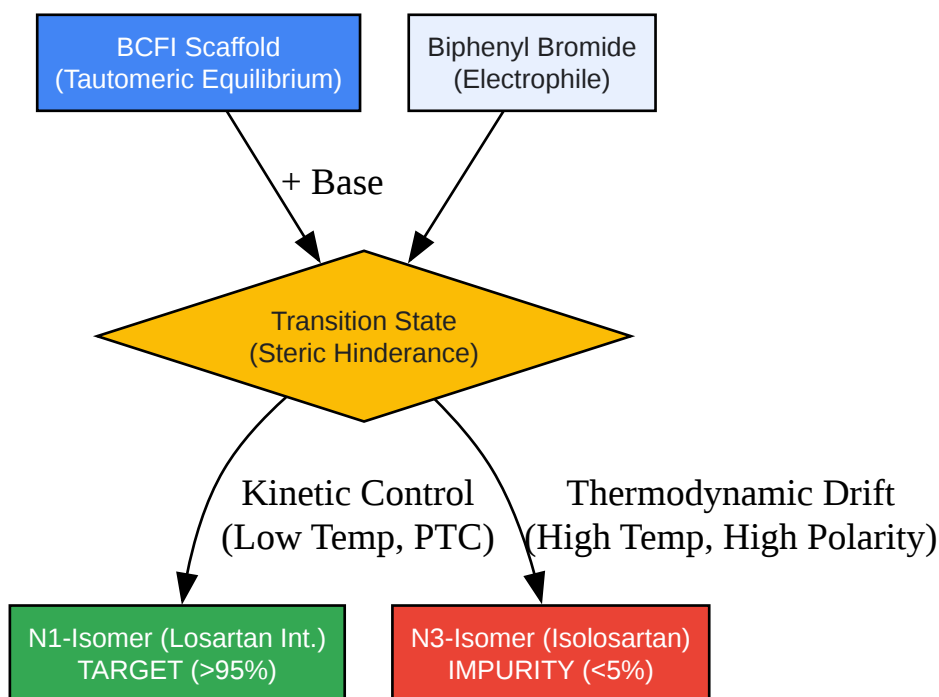 BCFI Scaffold
(Tautomeric Equilibrium)
Biphenyl Bromide
(Electrophile)
+ Base
Transition State
(Steric Hinderance)
Kinetic Control
(Low Temp, PTC)
Thermodynamic Drift
(High Temp, High Polarity)
N1-Isomer (Losartan Int.)
TARGET (>95%)
N3-Isomer (Isolosartan)
IMPURITY (<5%)